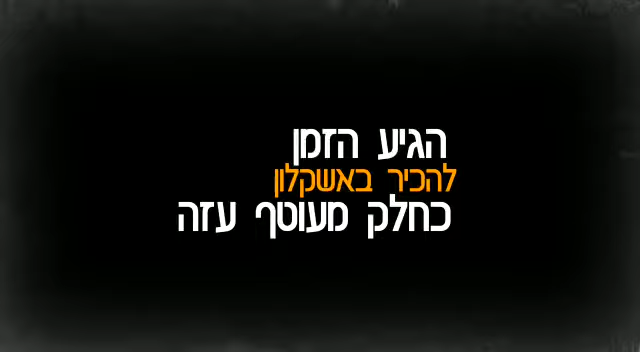 הגיע הזמן
להכיר באשקלון
כחלק מעוטף עזה